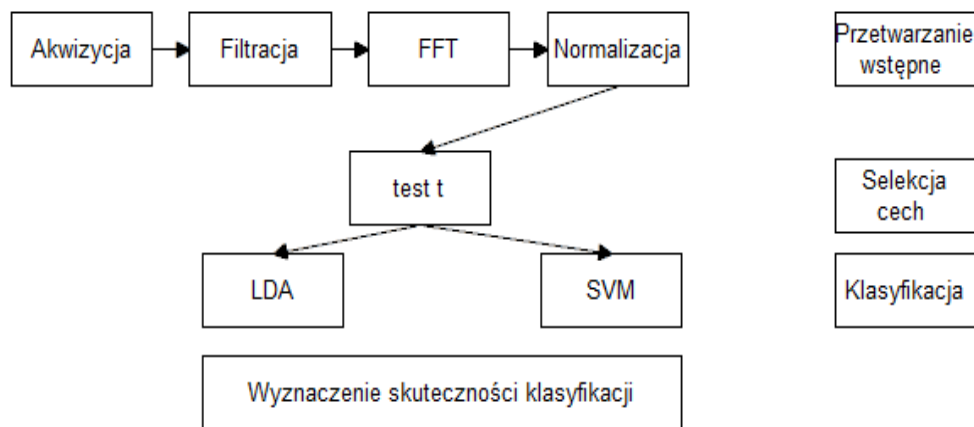 Akwizycja
Filtracja
FFT
Normalizacja
Przetwarzanie
wstępne
test t
Selekcja
cech
LDA
SVM
Klasyfikacja
Wyznaczenie skuteczności klasyfikacji